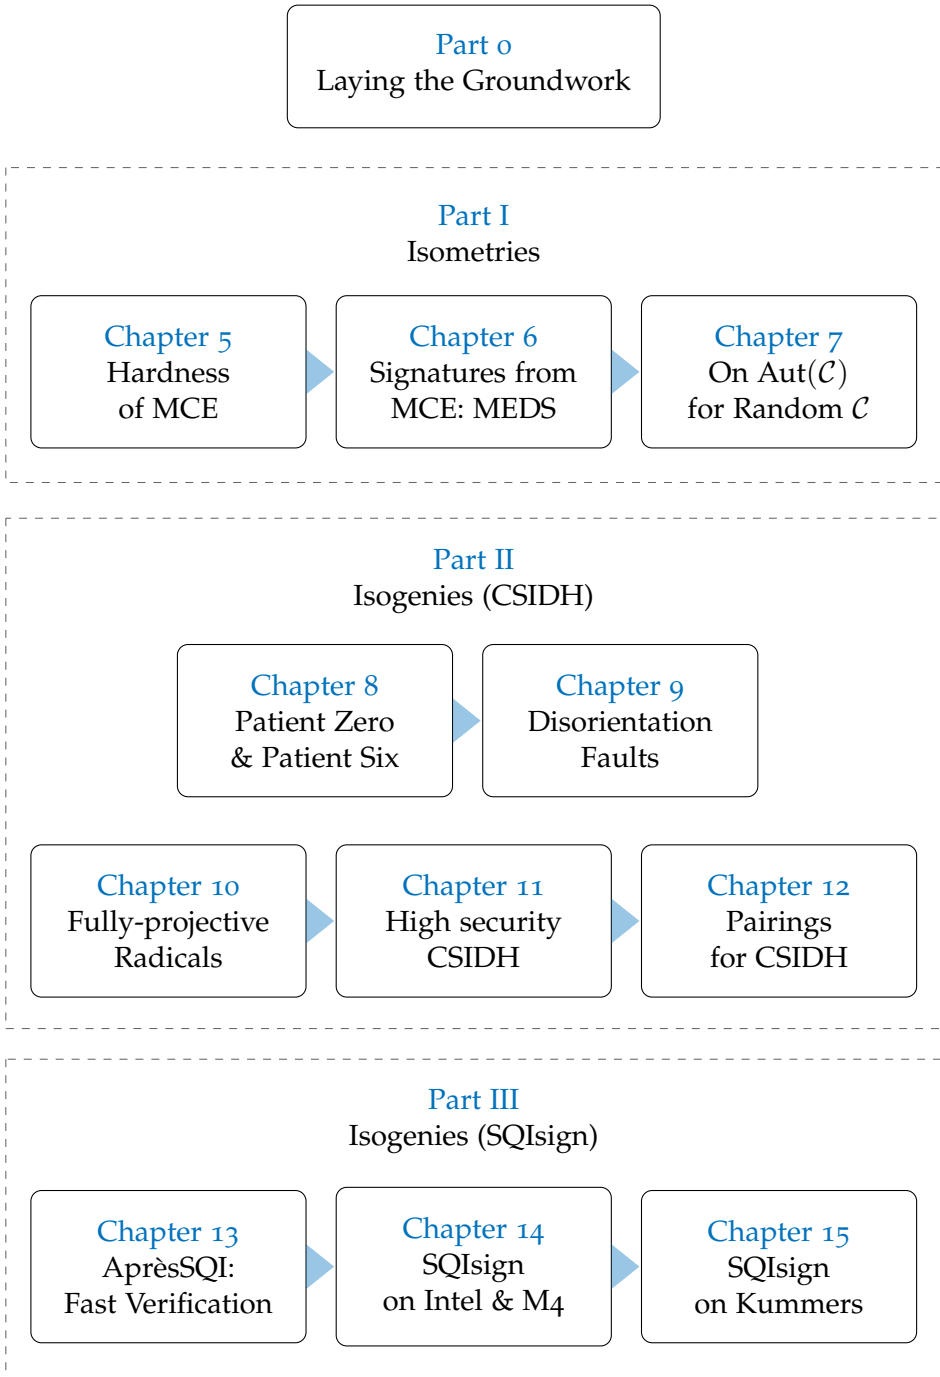 Part 0
Laying the Groundwork
Part I
Isometries
Chapter 5
Hardness
of MCE
Chapter 6
Signatures from
MCE: MEDS
Chapter 7
On Aut(𝒞)
for Random 𝒞
Part II
Isogenies (CSIDH)
Chapter 8
Patient Zero
& Patient Six
Chapter 9
Disorientation
Faults
Chapter 10
Fully-projective
Radicals
Chapter 11
High security
CSIDH
Chapter 12
Pairings
for CSIDH
Part III
Isogenies (SQIsign)
Chapter 13
AprèsSQI:
Fast Verification
Chapter 14
SQIsign
on Intel & M4
Chapter 15
SQIsign
on Kummers